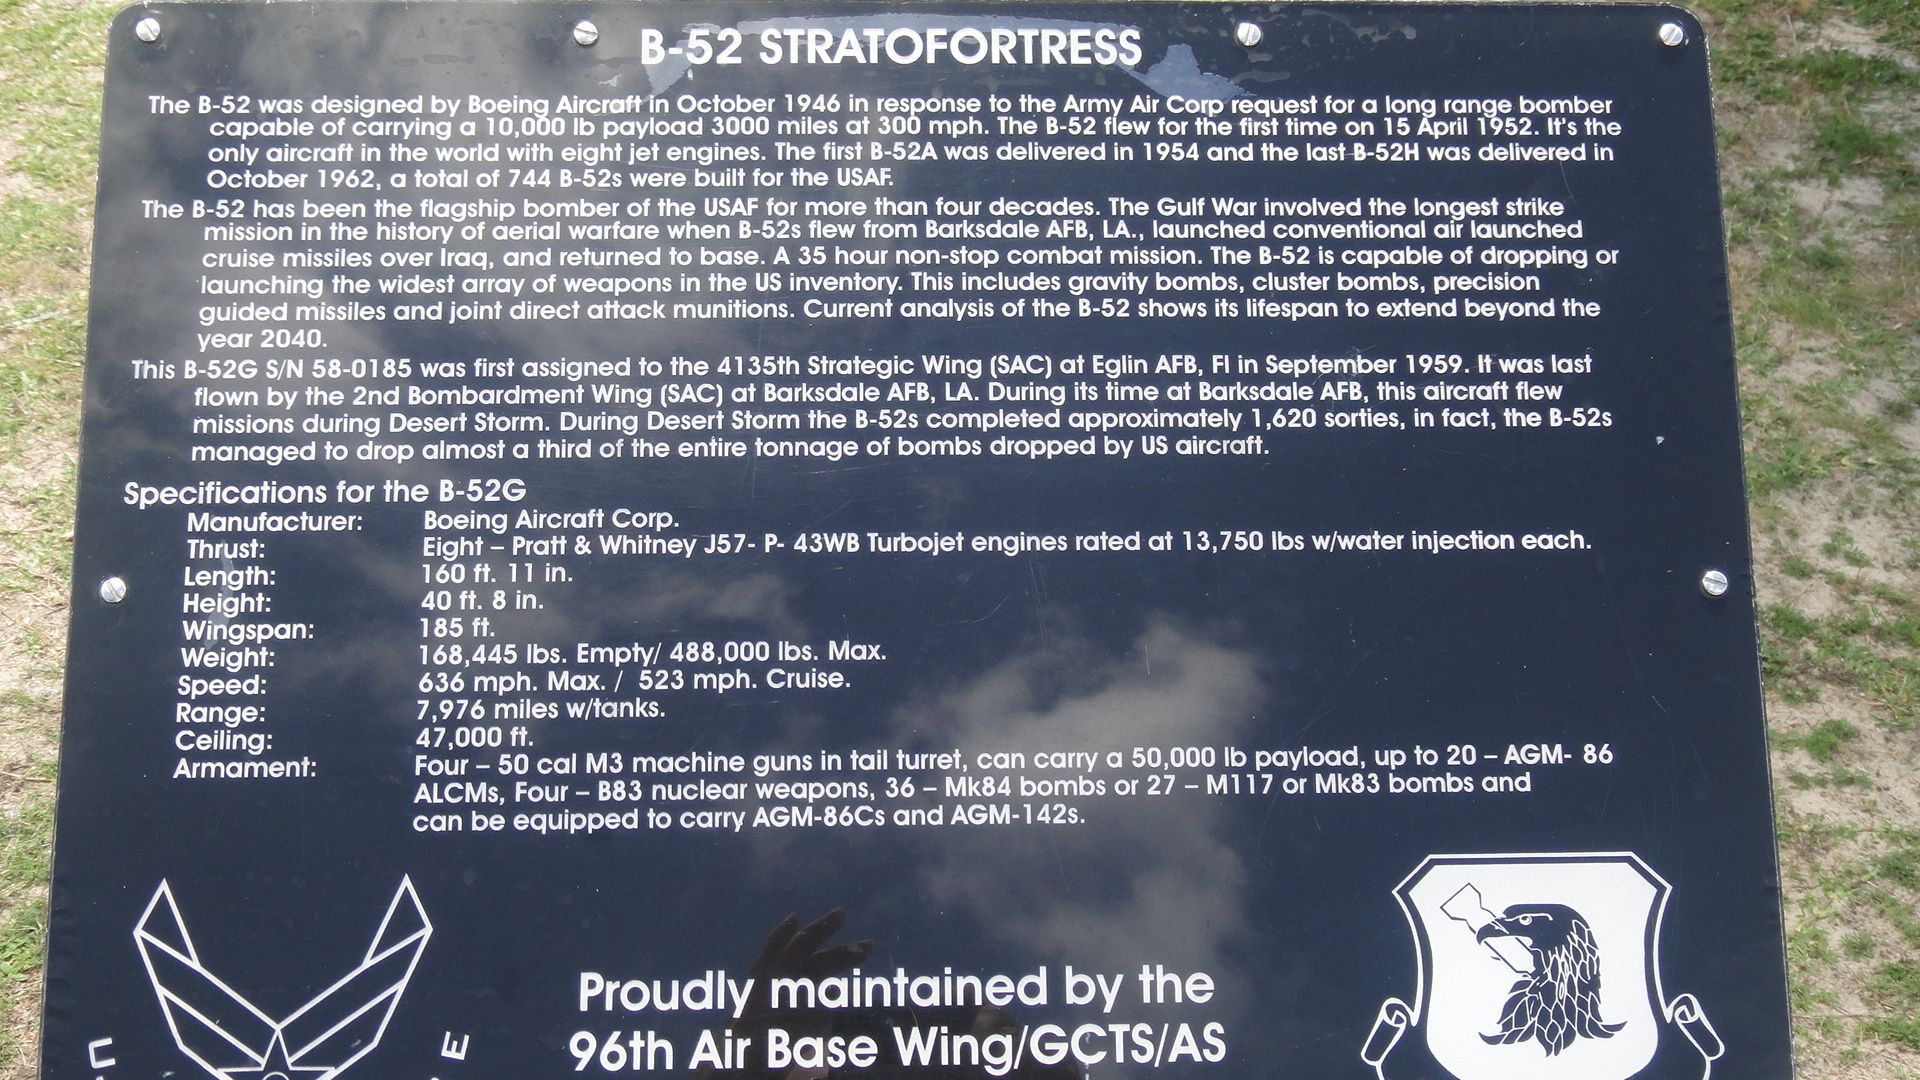 B-52 STRATOFORTRESS
The B-52 was designed by Boeing Aircraft in October 1946 in response to the Army Air Corp request for a long range bomber
capable of carrying a 10,000 lb payload 3000 miles at 300 mph. The B-52 flew for the first time on 15 April 1952. It's the
only aircraft in the world with eight jet engines. The first B-52A was delivered in 1954 and the last B-52H was delivered in
October 1962, a total of 744 B-52s were built for the USAF.
The B-52 has been the flagship bomber of the USAF for more than four decades. The Gulf War involved the longest strike
mission in the history of aerial warfare when B-52s flew from Barksdale AFB, LA., launched conventional air launched
cruise missiles over Iraq, and returned to base. A 35 hour non-stop combat mission. The B-52 is capable of dropping or
launching the widest array of weapons in the US inventory. This includes gravity bombs, cluster bombs, precision
guided missiles and joint direct attack munitions. Current analysis of the B-52 shows its lifespan to extend beyond the
year 2040.
This B-52G S/N 58-0185 was first assigned to the 4135th Strategic Wing (SAC) at Eglin AFB, Fl in September 1959. It was last
flown by the 2nd Bombardment Wing (SAC) at Barksdale AFB, LA. During its time at Barksdale AFB, this aircraft flew
missions during Desert Storm. During Desert Storm the B-52s completed approximately 1,620 sorties, in fact, the B-52s
managed to drop almost a third of the entire tonnage of bombs dropped by US aircraft.
Specifications for the B-52G
Manufacturer: Boeing Aircraft Corp.
Thrust: Eight – Pratt & Whitney J57- P- 43WB Turbojet engines rated at 13,750 lbs w/water injection each.
Length: 160 ft. 11 in.
Height: 40 ft. 8 in.
Wingspan: 185 ft.
Weight: 168,445 lbs. Empty/ 488,000 lbs. Max.
Speed: 636 mph. Max. / 523 mph. Cruise.
Range: 7,976 miles w/tanks.
Ceiling: 47,000 ft.
Armament: Four – 50 cal M3 machine guns in tail turret, can carry a 50,000 lb payload, up to 20 – AGM- 86
ALCMs, Four – B83 nuclear weapons, 36 – Mk84 bombs or 27 – M117 or Mk83 bombs and
can be equipped to carry AGM-86Cs and AGM-142s.
Proudly maintained by the
96th Air Base Wing/GCTS/AS